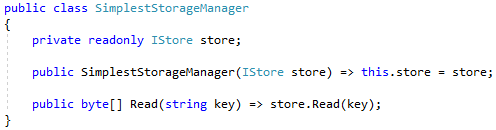 public class SimplestStorageManager
{
    private readonly IStore store;
    public SimplestStorageManager(IStore store) => this.store = store;
    public byte[] Read(string key) => store.Read(key);
}